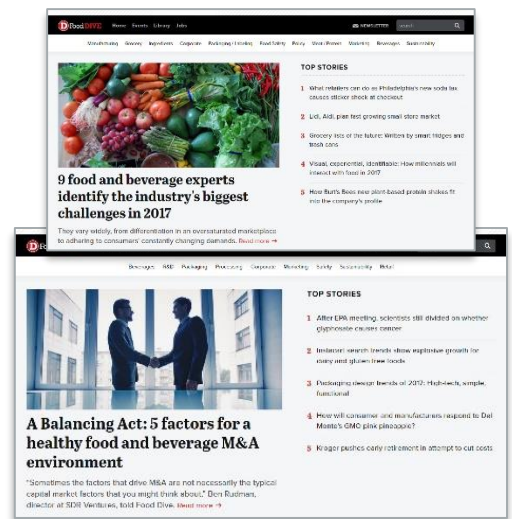 Food DIVE Home Events Library Jobs NEWSLETTER search
Manufacturing Grocery Ingredients Corporate Packaging / Labeling Food Safety Policy Meat / Protein Marketing Beverages Sustainability
9 food and beverage experts
identify the industry's biggest
challenges in 2017
They vary widely, from differentiation in an oversaturated marketplace
to adhering to consumers' constantly changing demands. Read more →
TOP STORIES
1 What retailers can do as Philadelphia's new soda tax
causes sticker shock at checkout
2 Lidl, Aldi, plan fast growing small store market
3 Grocery lists of the future: Written by smart fridges and
trash cans
4 Visual, experiential, identifiable: How millennials will
interact with food in 2017
5 How Burt's Bees new plant-based protein shakes fit
into the company's profile
Beverages R&D Packaging Processing Corporate Marketing Safety Sustainability Retail
A Balancing Act: 5 factors for a
healthy food and beverage M&A
environment
"Sometimes the factors that drive M&A are not necessarily the typical
capital market factors that you might think about," Ben Rudman,
director at SDR Ventures, told Food Dive. Read more →
TOP STORIES
1 After EPA meeting, scientists still divided on whether
glyphosate causes cancer
2 Instacart search trends show explosive growth for
dairy and gluten free foods
3 Packaging design trends of 2017: High-tech, simple,
functional
4 How will consumer and manufacturers respond to Del
Monte's GMO pink pineapple?
5 Kroger pushes early retirement in attempt to cut costs